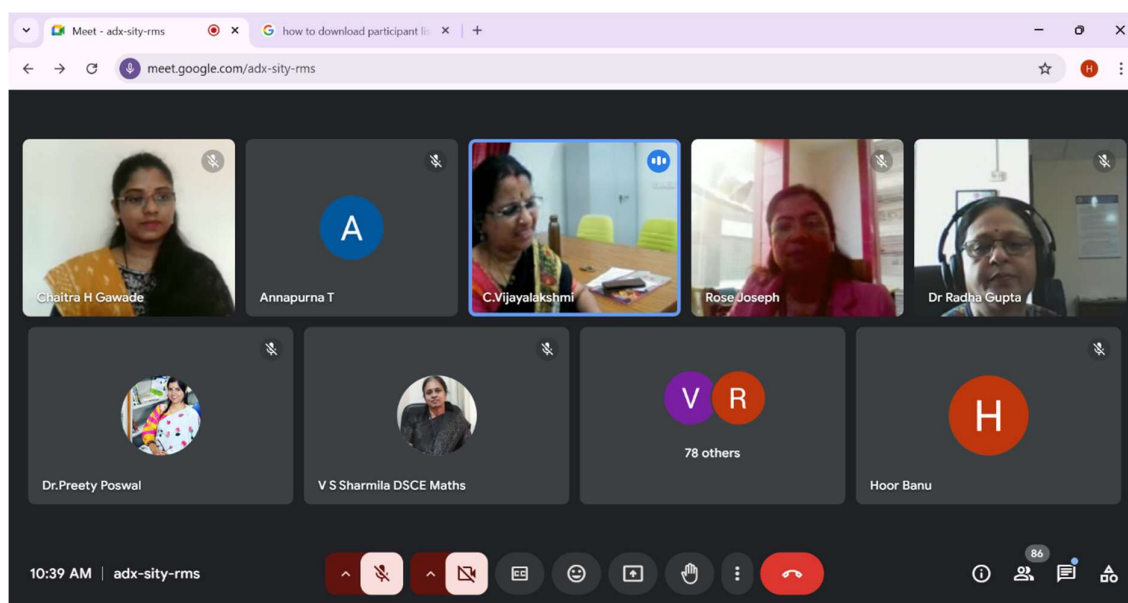 Meet - adx-sity-rms
how to download participant lis
meet.google.com/adx-sity-rms
H
Chaitra H Gawade
A
Annapurna T
C.Vijayalakshmi
Rose Joseph
Dr Radha Gupta
Dr.Preety Poswal
V S Sharmila DSCE Maths
V R
78 others
H
Hoor Banu
10:39 AM | adx-sity-rms
CC
86